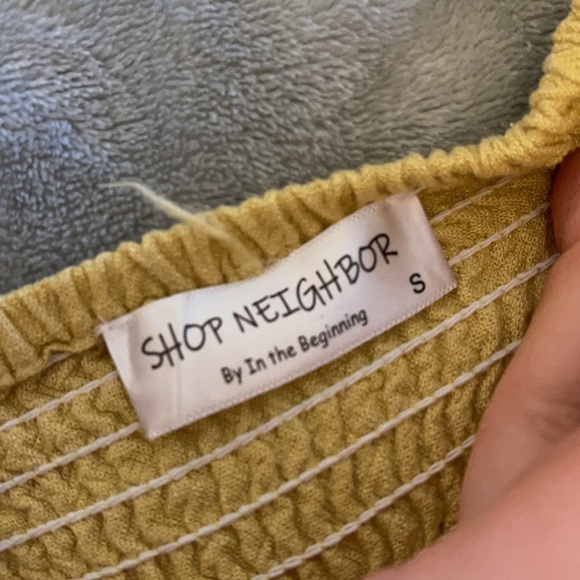 SHOP NEIGHBOR
By In the Beginning
S